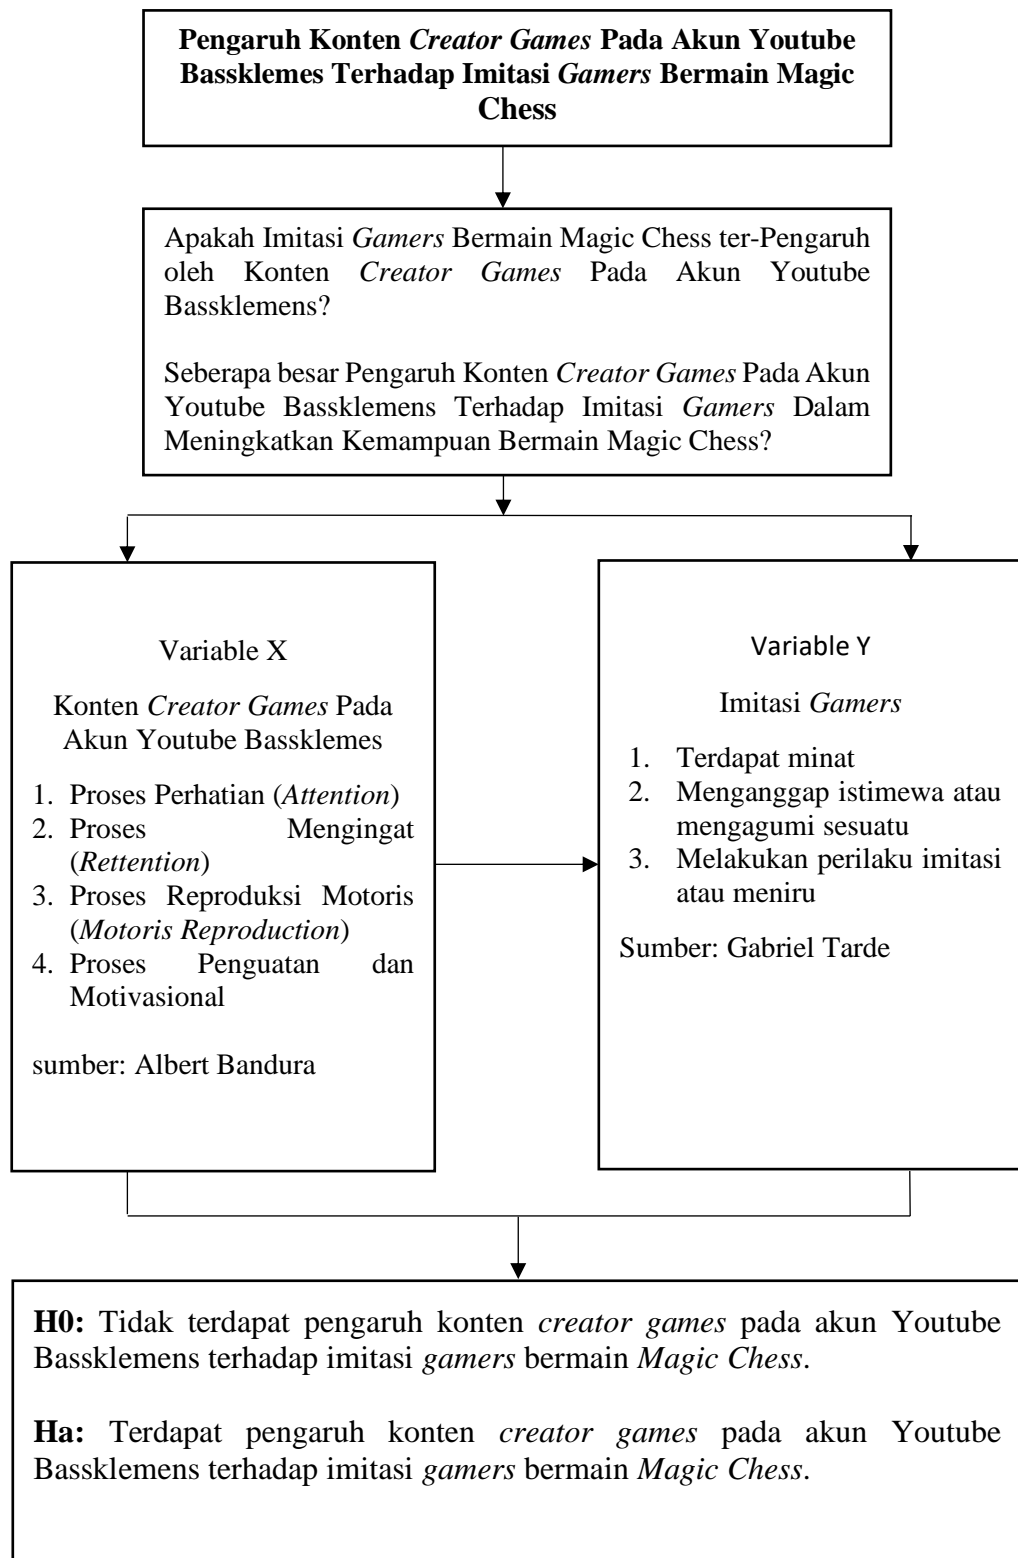 Pengaruh Konten Creator Games Pada Akun Youtube
Bassklemes Terhadap Imitasi Gamers Bermain Magic
Chess
Apakah Imitasi Gamers Bermain Magic Chess ter-Pengaruh
oleh Konten Creator Games Pada Akun Youtube
Bassklemens?
Seberapa besar Pengaruh Konten Creator Games Pada Akun
Youtube Bassklemens Terhadap Imitasi Gamers Dalam
Meningkatkan Kemampuan Bermain Magic Chess?
Variable X
Konten Creator Games Pada
Akun Youtube Bassklemes
1. Proses Perhatian (Attention)
2. Proses Mengingat
(Rettention)
3. Proses Reproduksi Motoris
(Motoris Reproduction)
4. Proses Penguatan dan
Motivasional
sumber: Albert Bandura
Variable Y
Imitasi Gamers
1. Terdapat minat
2. Menganggap istimewa atau
mengagumi sesuatu
3. Melakukan perilaku imitasi
atau meniru
Sumber: Gabriel Tarde
H0: Tidak terdapat pengaruh konten creator games pada akun Youtube
Bassklemens terhadap imitasi gamers bermain Magic Chess.
Ha: Terdapat pengaruh konten creator games pada akun Youtube
Bassklemens terhadap imitasi gamers bermain Magic Chess.